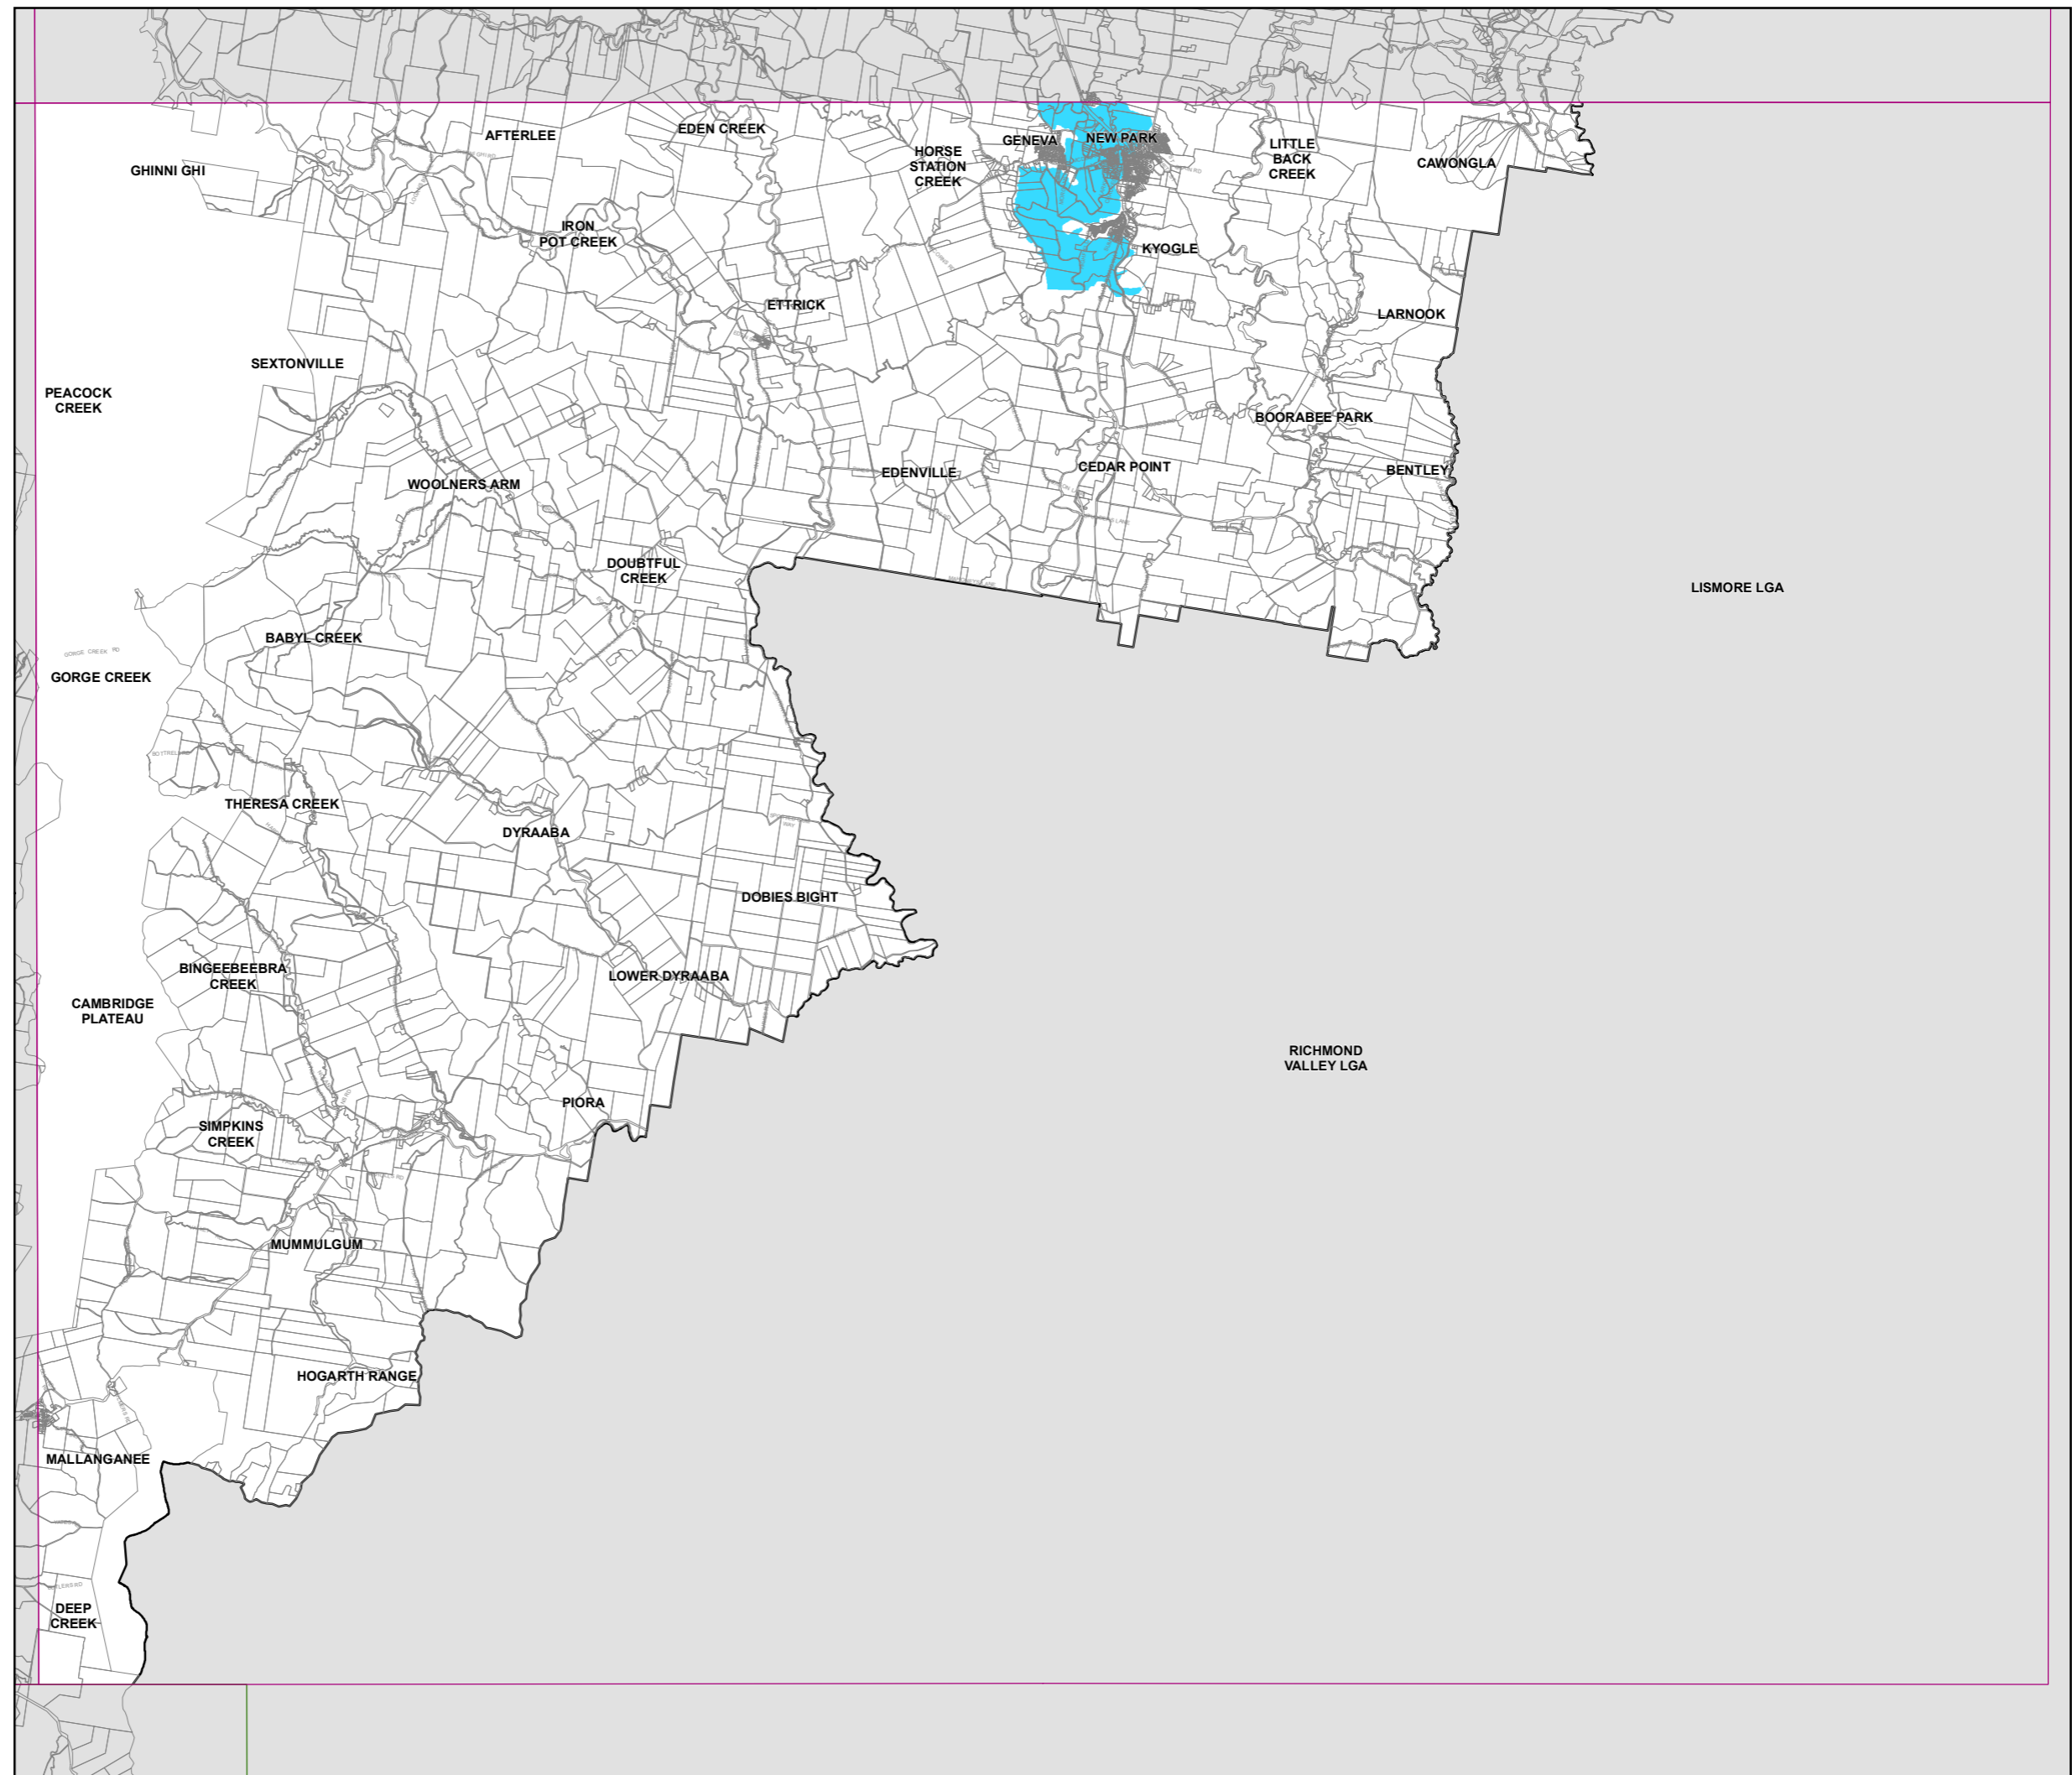 AFTERLEE
EDEN CREEK
GENEVA
NEW PARK
GHINNI GHI
HORSE
STATION
CREEK
LITTLE
BACK
CREEK
CAWONGLA
IRON
POT CREEK
KYOGLE
ETTRICK
LARNOOK
SEXTONVILLE
PEACOCK
CREEK
BOORABEE PARK
WOOLNERS ARM
EDENVILLE
CEDAR POINT
BENTLEY
DOUBTFUL
CREEK
LISMORE LGA
BABYL CREEK
GORGE CREEK RD
GORGE CREEK
THERESA CREEK
DYRAABA
DOBIES BIGHT
BINGEEBEEBRA
CREEK
LOWER DYRAABA
CAMBRIDGE
PLATEAU
RICHMOND
VALLEY LGA
PIORA
SIMPKINS
CREEK
MUMMULGUM
HOGARTH RANGE
MALLANGANEE
DEEP
CREEK